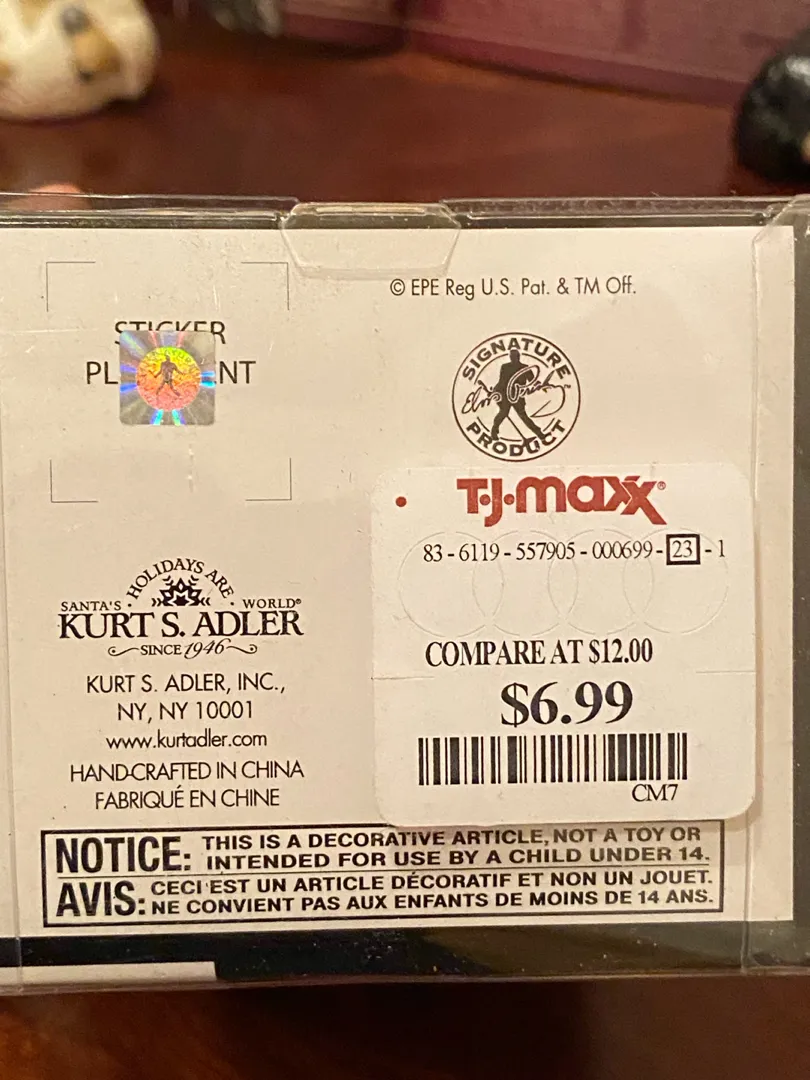 © EPE Reg U.S. Pat. & TM Off.
STICKER
SIGNATURE
Elvis Presley™
PRODUCT
T·J·maxx®
83 - 6119 - 557905 - 000699 - 23 - 1
COMPARE AT $12.00
$6.99
CM7
HOLIDAYS ARE
SANTA'S · WORLD®
KURT S. ADLER
SINCE 1946
KURT S. ADLER, INC.,
NY, NY 10001
www.kurtadler.com
HAND-CRAFTED IN CHINA
FABRIQUÉ EN CHINE
NOTICE: THIS IS A DECORATIVE ARTICLE, NOT A TOY OR
INTENDED FOR USE BY A CHILD UNDER 14.
AVIS: CECI EST UN ARTICLE DÉCORATIF ET NON UN JOUET.
NE CONVIENT PAS AUX ENFANTS DE MOINS DE 14 ANS.